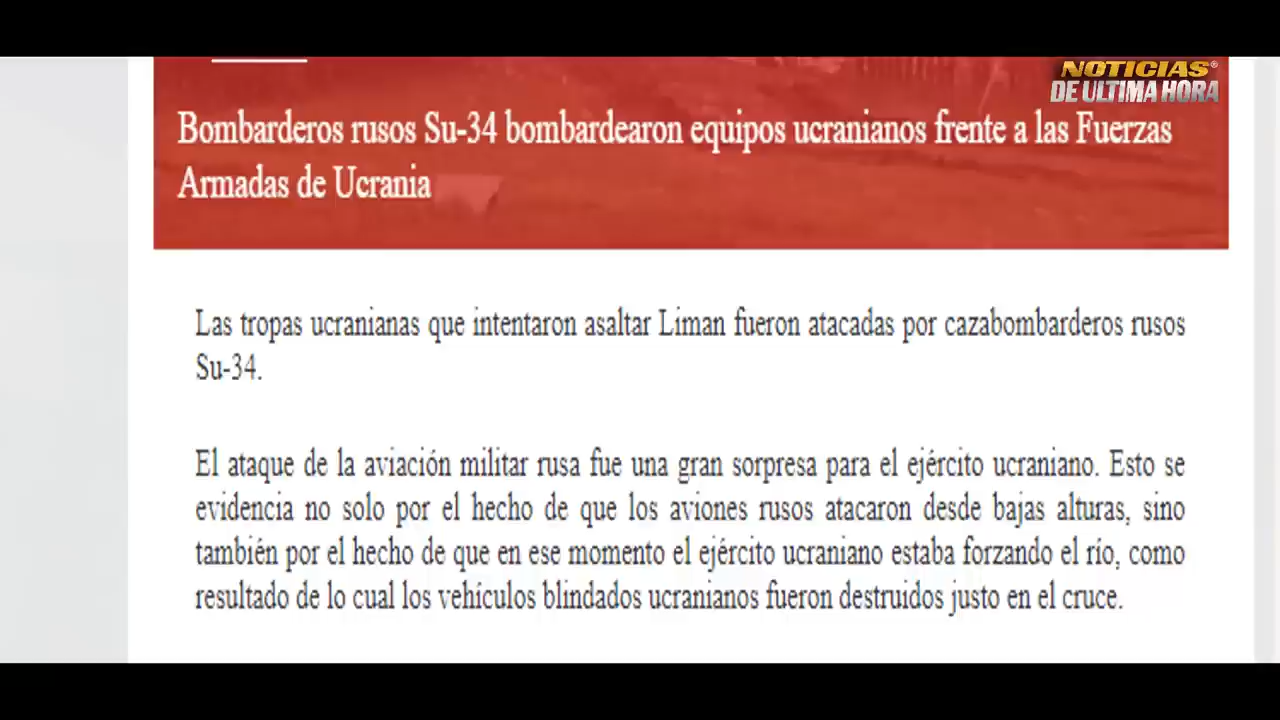 NOTICIAS®
DE ULTIMA HORA
Bombarderos rusos Su-34 bombardearon equipos ucranianos frente a las Fuerzas
Armadas de Ucrania
Las tropas ucranianas que intentaron asaltar Liman fueron atacadas por cazabombarderos rusos
Su-34.
El ataque de la aviación militar rusa fue una gran sorpresa para el ejército ucraniano. Esto se
evidencia no solo por el hecho de que los aviones rusos atacaron desde bajas alturas, sino
también por el hecho de que en ese momento el ejército ucraniano estaba forzando el río, como
resultado de lo cual los vehículos blindados ucranianos fueron destruidos justo en el cruce.